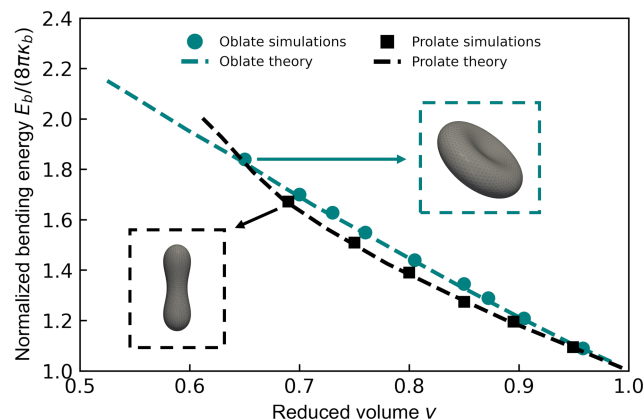 Normalized bending energy E_b/(8πκ_b)
2.4
2.2
2.0
1.8
1.6
1.4
1.2
1.0
Oblate simulations
Prolate simulations
Oblate theory
Prolate theory
0.5
0.6
0.7
0.8
0.9
1.0
Reduced volume v